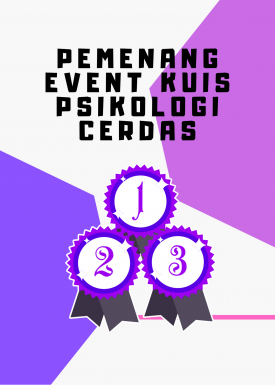 PEMENANG
EVENT KUIS
PSIKOLOGI
CERDAS
1
2
3